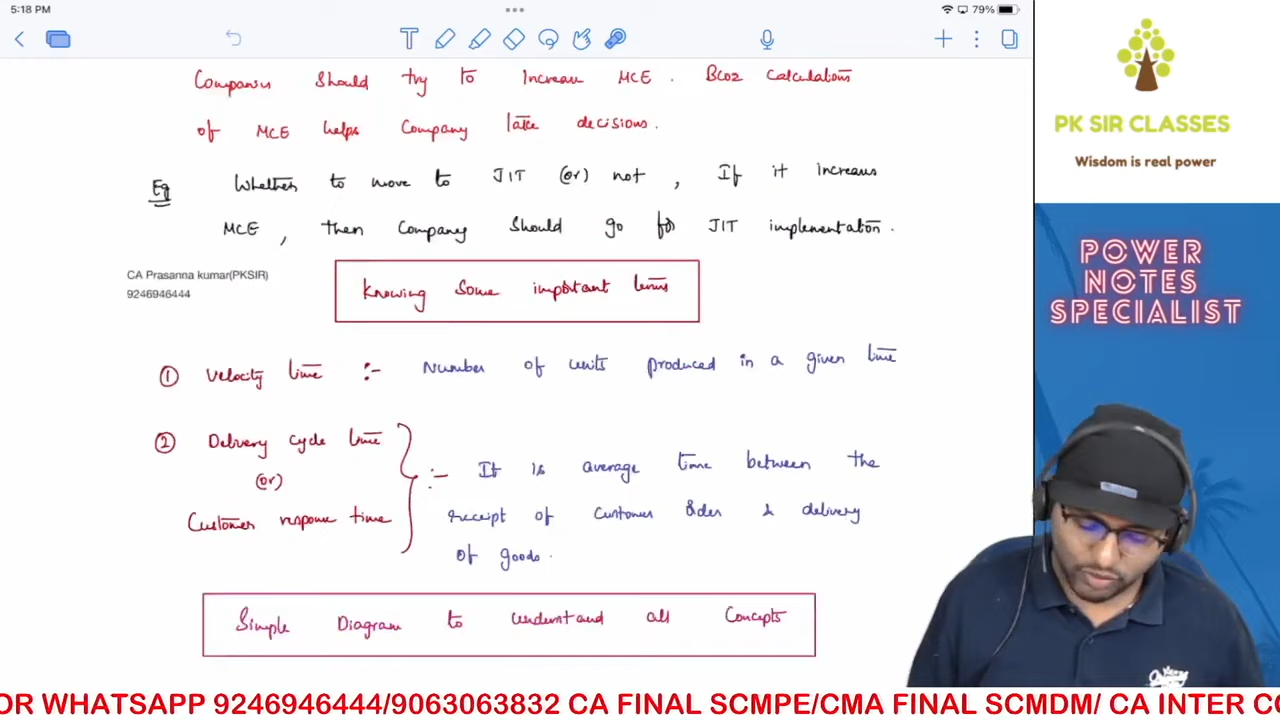 5:18 PM
79%
Companies Should try to Increase MCE . Bcoz Calculation
of MCE helps Company take decisions.
Eg Whether to move to JIT (or) not , If it increases
MCE , then Company Should go for JIT implementation.
CA Prasanna kumar(PKSIR)
9246946444
Knowing Some important terms
① Velocity time :- Number of units produced in a given time
② Delivery cycle time
(or)
Customer response time
:- It is average time between the
receipt of customer order & delivery
of goods.
Simple Diagram to understand all Concepts
PK SIR CLASSES
Wisdom is real power
POWER
NOTES
SPECIALIST
OR WHATSAPP 9246946444/9063063832 CA FINAL SCMPE/CMA FINAL SCMDM/ CA INTER CO